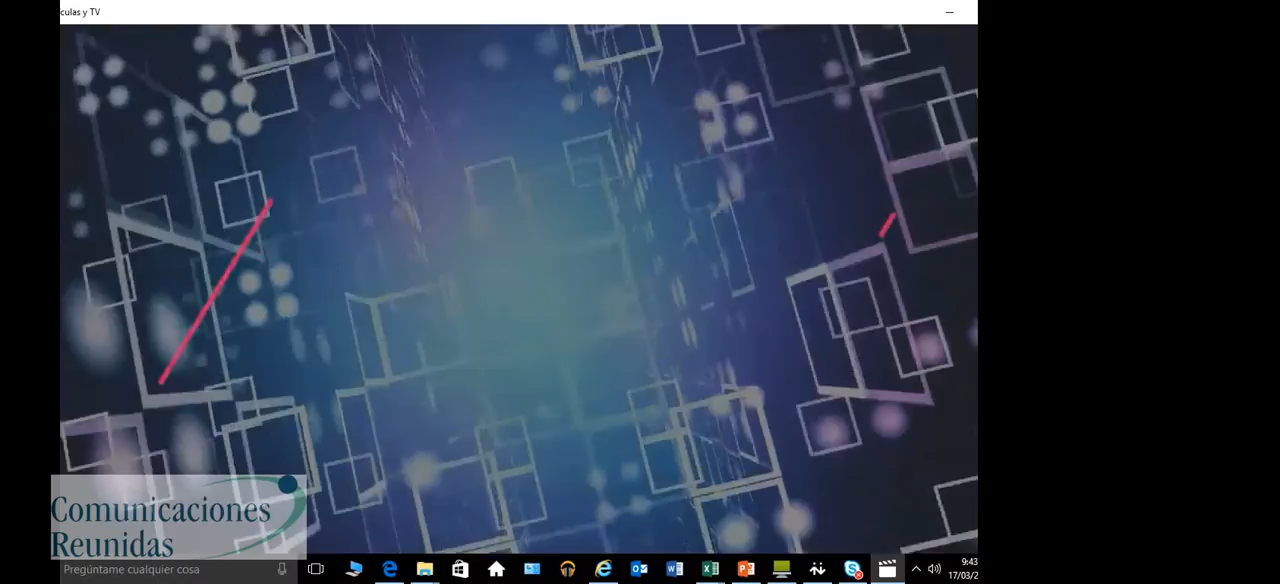 culas y TV
Comunicaciones
Reunidas
Pregúntame cualquier cosa
9:43
17/03/2